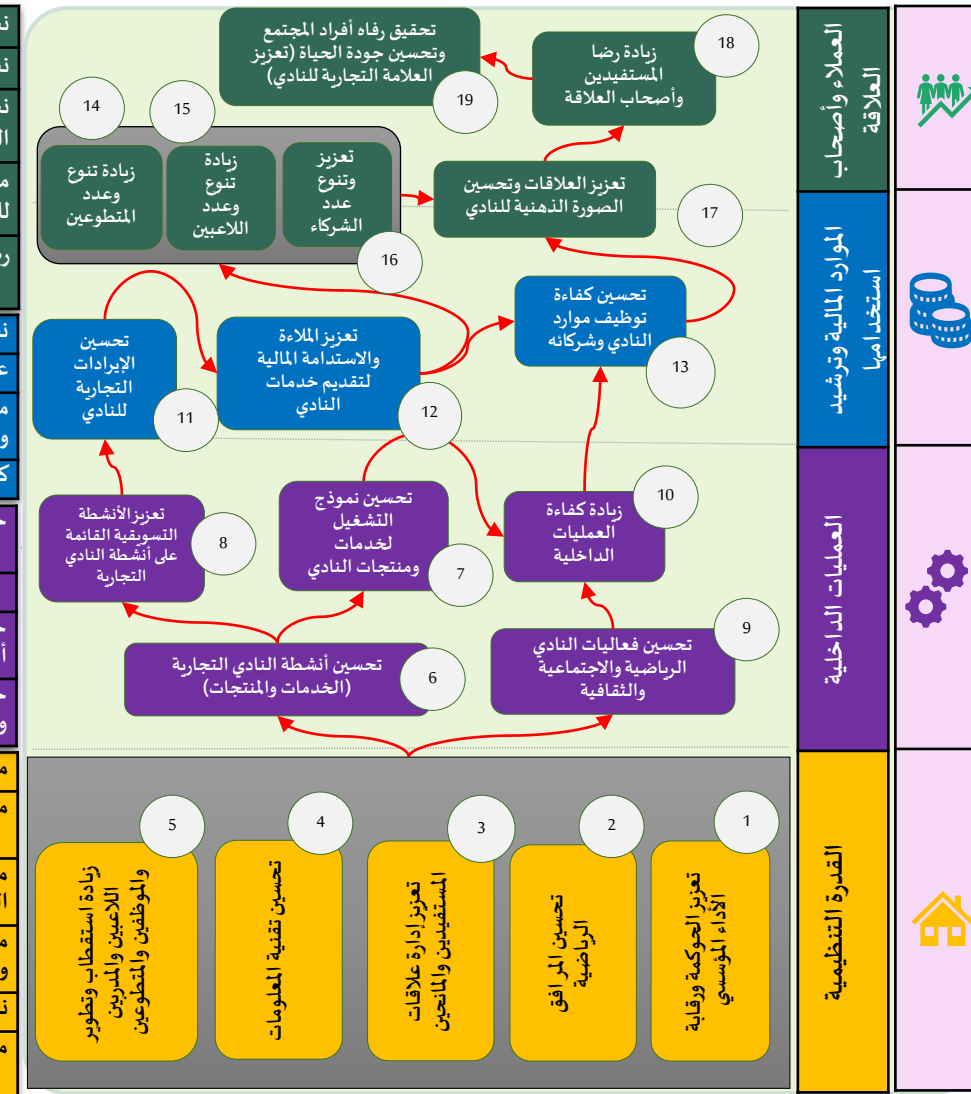 العملاء وأصحاب
العلاقة
18
زيادة رضا
المستفيدين
وأصحاب العلاقة
تحقيق رفاه أفراد المجتمع
وتحسين جودة الحياة (تعزيز
العلامة التجارية للنادي)
19
تعزيز العلاقات وتحسين
الصورة الذهنية للنادي
17
تعزيز
وتنوع
عدد
الشركاء
16
15
زيادة
تنوع
وعدد
اللاعبين
14
زيادة تنوع
وعدد
المتطوعين
الموارد المالية وترشيد
استخدامها
تحسين كفاءة
توظيف موارد
النادي وشركائه
13
تعزيز الملاءة
والاستدامة المالية
لتقديم خدمات
النادي
12
تحسين
الإيرادات
التجارية
للنادي
11
العمليات الداخلية
10
زيادة كفاءة
العمليات
الداخلية
تحسين نموذج
التشغيل
لخدمات
ومنتجات النادي
7
تعزيز الأنشطة
التسويقية القائمة
على أنشطة النادي
التجارية
8
9
تحسين فعاليات النادي
الرياضية والاجتماعية
والثقافية
تحسين أنشطة النادي التجارية
(الخدمات والمنتجات)
6
القدرة التنظيمية
1
تعزيز الحوكمة ورقابة
الأداء المؤسسي
2
تحسين المرافق
الرياضية
3
تعزيز إدارة علاقات
المستفيدين والمانحين
4
تحسين تقنية المعلومات
5
زيادة استقطاب وتطوير
اللاعبين والمدربين
والموظفين والمتطوعين